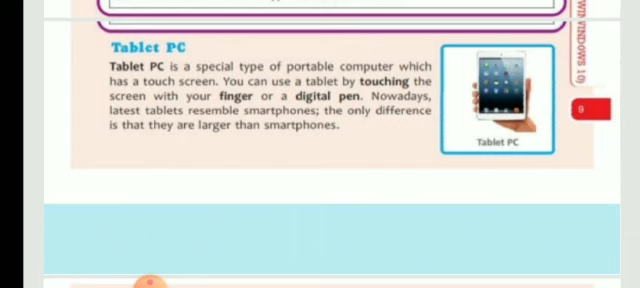 Tablet PC
Tablet PC is a special type of portable computer which
has a touch screen. You can use a tablet by touching the
screen with your finger or a digital pen. Nowadays,
latest tablets resemble smartphones; the only difference
is that they are larger than smartphones.
Tablet PC
WINDOWS 10)
9